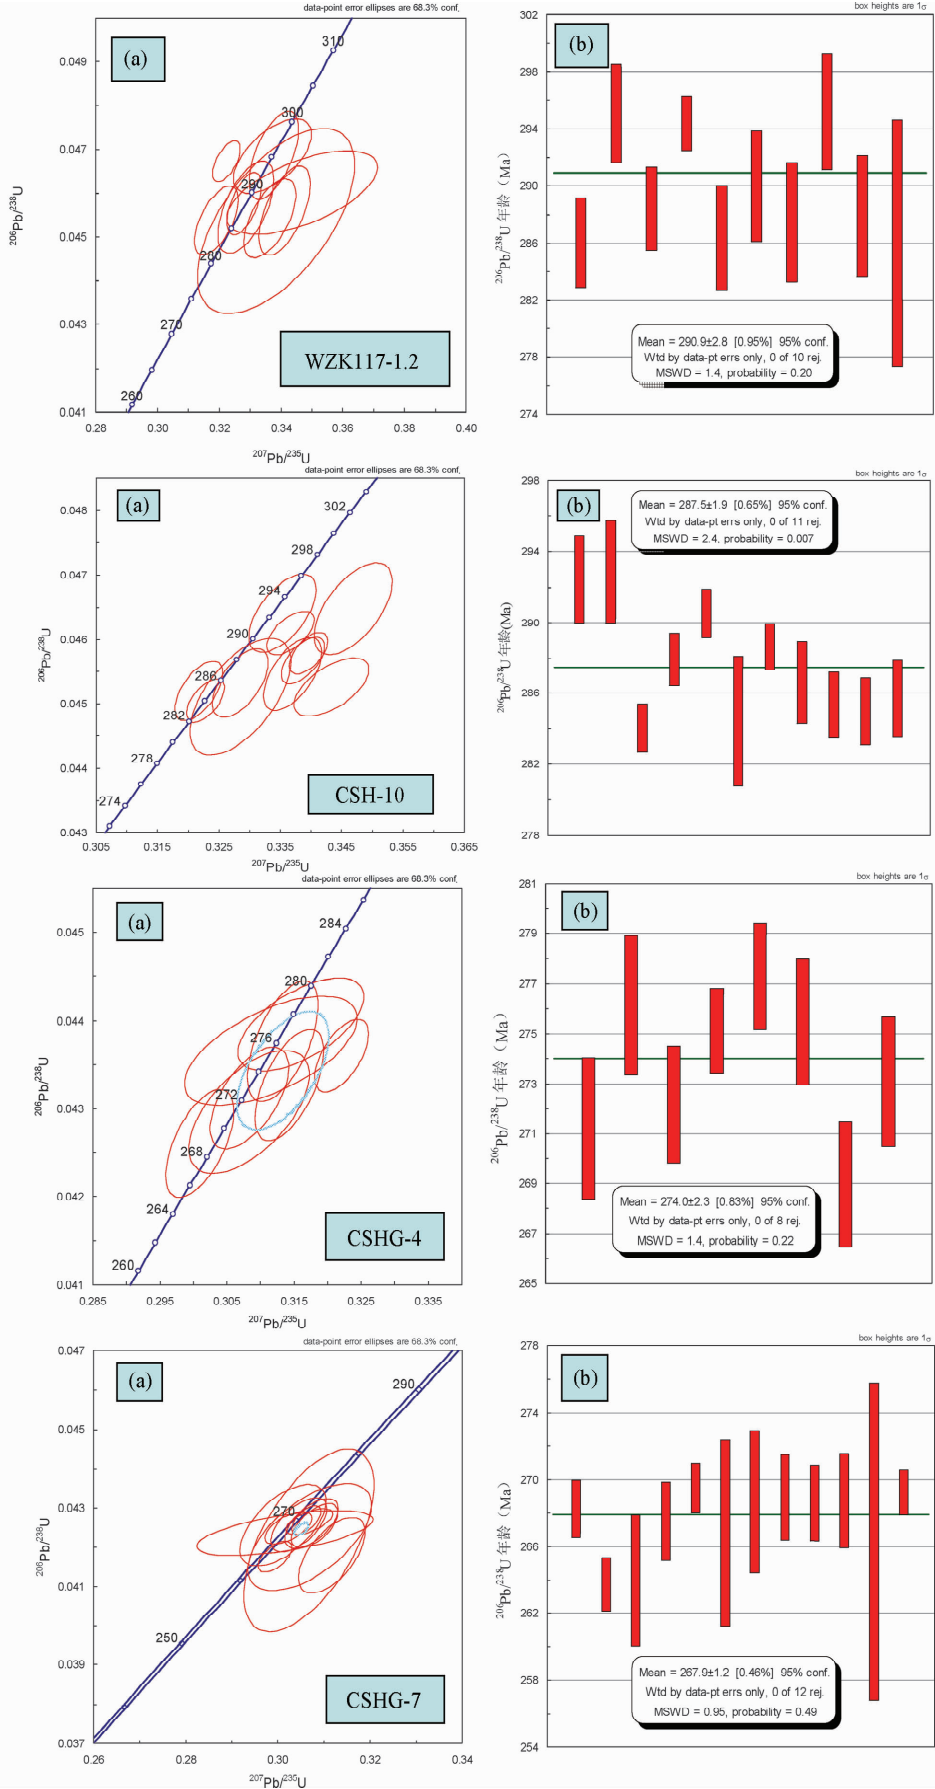 data-point error ellipses are 68.3% conf.
(a)
0.049
0.047
0.045
0.043
0.041
206Pb/238U
310
300
290
280
270
260
WZK117-1.2
0.28
0.30
0.32
0.34
0.36
0.38
0.40
207Pb/235U
box heights are 1σ
(b)
302
298
294
290
286
282
278
274
206Pb/238U 年龄（Ma）
Mean = 290.9±2.8 [0.95%] 95% conf.
Wtd by data-pt errs only, 0 of 10 rej.
MSWD = 1.4, probability = 0.20
data-point error ellipses are 68.3% conf.
(a)
0.048
0.047
0.046
0.045
0.044
0.043
206Pb/238U
302
298
294
290
286
282
278
274
CSH-10
0.305
0.315
0.325
0.335
0.345
0.355
0.365
207Pb/235U
box heights are 1σ
(b)
298
294
290
286
282
278
206Pb/238U 年龄(Ma)
Mean = 287.5±1.9 [0.65%] 95% conf.
Wtd by data-pt errs only, 0 of 11 rej.
MSWD = 2.4, probability = 0.007
data-point error ellipses are 68.3% conf.
(a)
0.045
0.044
0.043
0.042
0.041
206Pb/238U
284
280
276
272
268
264
260
CSHG-4
0.285
0.295
0.305
0.315
0.325
0.335
207Pb/235U
box heights are 1σ
(b)
281
279
277
275
273
271
269
267
265
206Pb/238U 年龄（Ma）
Mean = 274.0±2.3 [0.83%] 95% conf.
Wtd by data-pt errs only, 0 of 8 rej.
MSWD = 1.4, probability = 0.22
data-point error ellipses are 68.3% conf.
(a)
0.047
0.045
0.043
0.041
0.039
0.037
206Pb/238U
290
270
250
CSHG-7
0.26
0.28
0.30
0.32
0.34
207Pb/235U
box heights are 1σ
(b)
278
274
270
266
262
258
254
206Pb/238U 年龄（Ma）
Mean = 267.9±1.2 [0.46%] 95% conf.
Wtd by data-pt errs only, 0 of 12 rej.
MSWD = 0.95, probability = 0.49